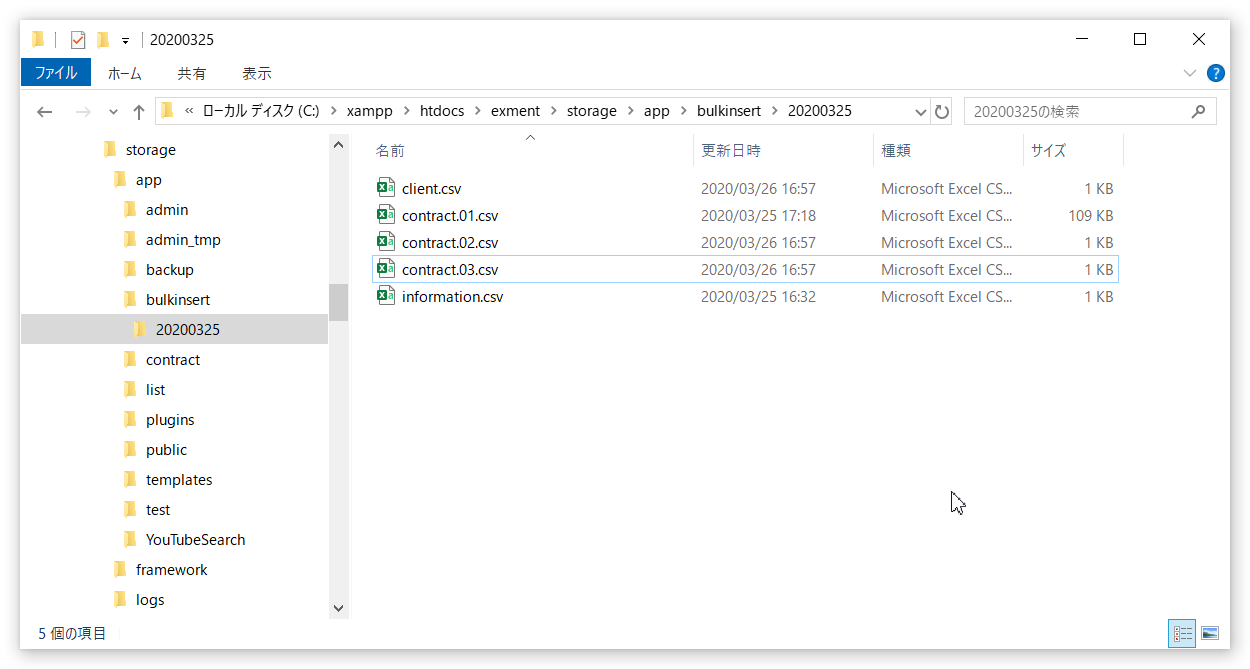 20200325
ファイル ホーム 共有 表示
« ローカル ディスク (C:) > xampp > htdocs > exment > storage > app > bulkinsert > 20200325 20200325の検索
storage
app
admin
admin_tmp
backup
bulkinsert
20200325
contract
list
plugins
public
templates
test
YouTubeSearch
framework
logs
名前 更新日時 種類 サイズ
client.csv 2020/03/26 16:57 Microsoft Excel CS... 1 KB
contract.01.csv 2020/03/25 17:18 Microsoft Excel CS... 109 KB
contract.02.csv 2020/03/26 16:57 Microsoft Excel CS... 1 KB
contract.03.csv 2020/03/26 16:57 Microsoft Excel CS... 1 KB
information.csv 2020/03/25 16:32 Microsoft Excel CS... 1 KB
5 個の項目